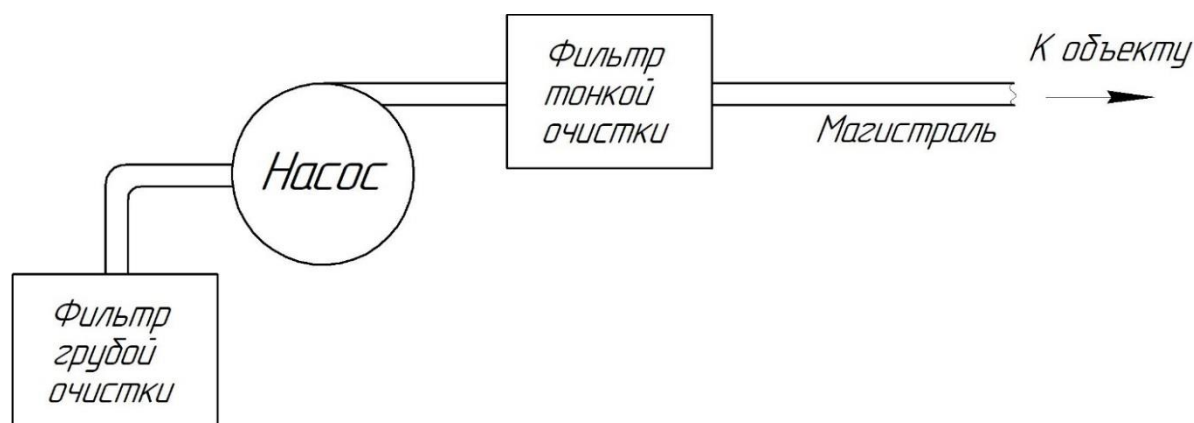 Фильтр
тонкой
очистки
К объекту
Магистраль
Насос
Фильтр
грубой
очистки